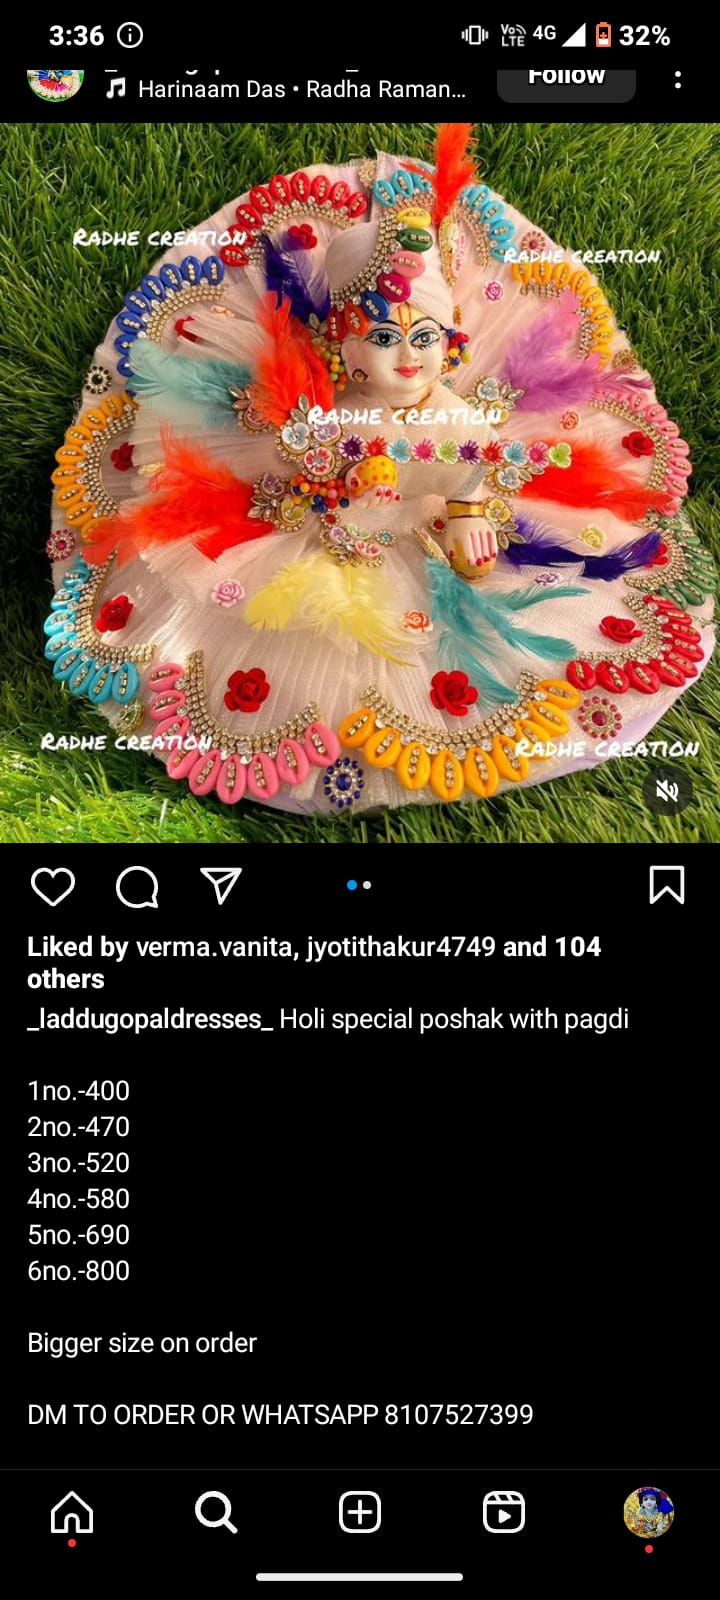 3:36
Vo LTE 4G 32%
Harinaam Das • Radha Raman...
Follow
RADHE CREATION
RADHE CREATION
RADHE CREATION
RADHE CREATION
RADHE CREATION
Liked by verma.vanita, jyotithakur4749 and 104
others
_laddugopaldresses_ Holi special poshak with pagdi
1no.-400
2no.-470
3no.-520
4no.-580
5no.-690
6no.-800
Bigger size on order
DM TO ORDER OR WHATSAPP 8107527399